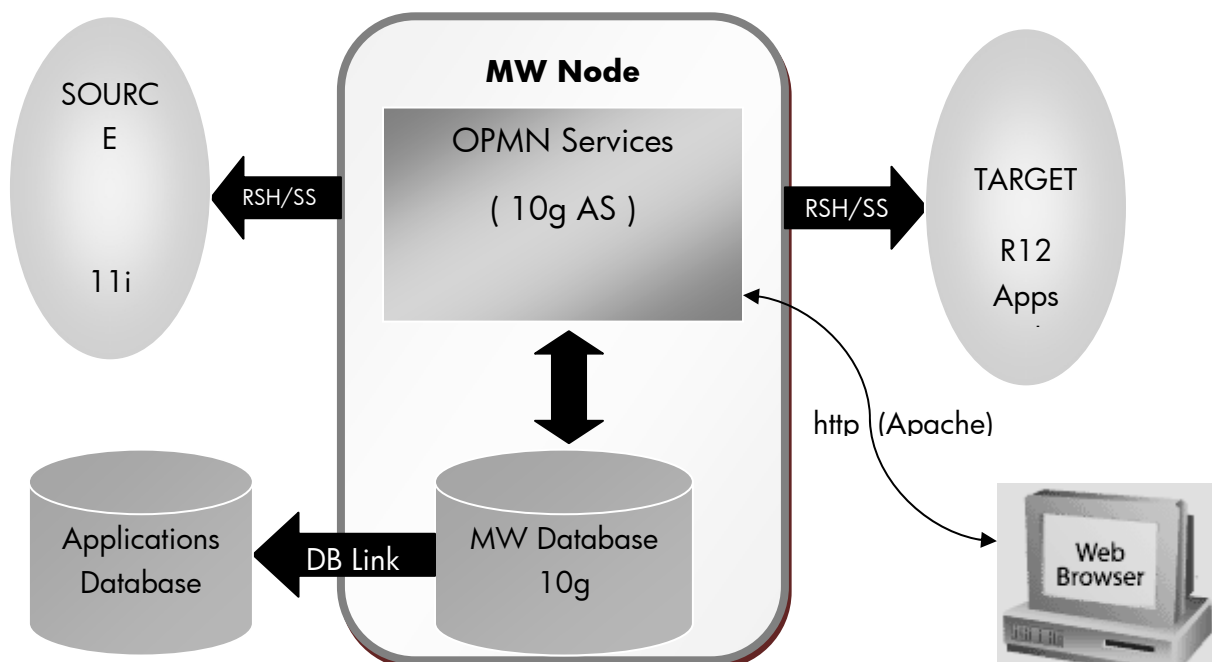 MW Node
SOURC
E
11i
OPMN Services
( 10g AS )
RSH/SS
RSH/SS
TARGET
R12
Apps
http (Apache)
Applications
Database
DB Link
MW Database
10g
Web
Browser